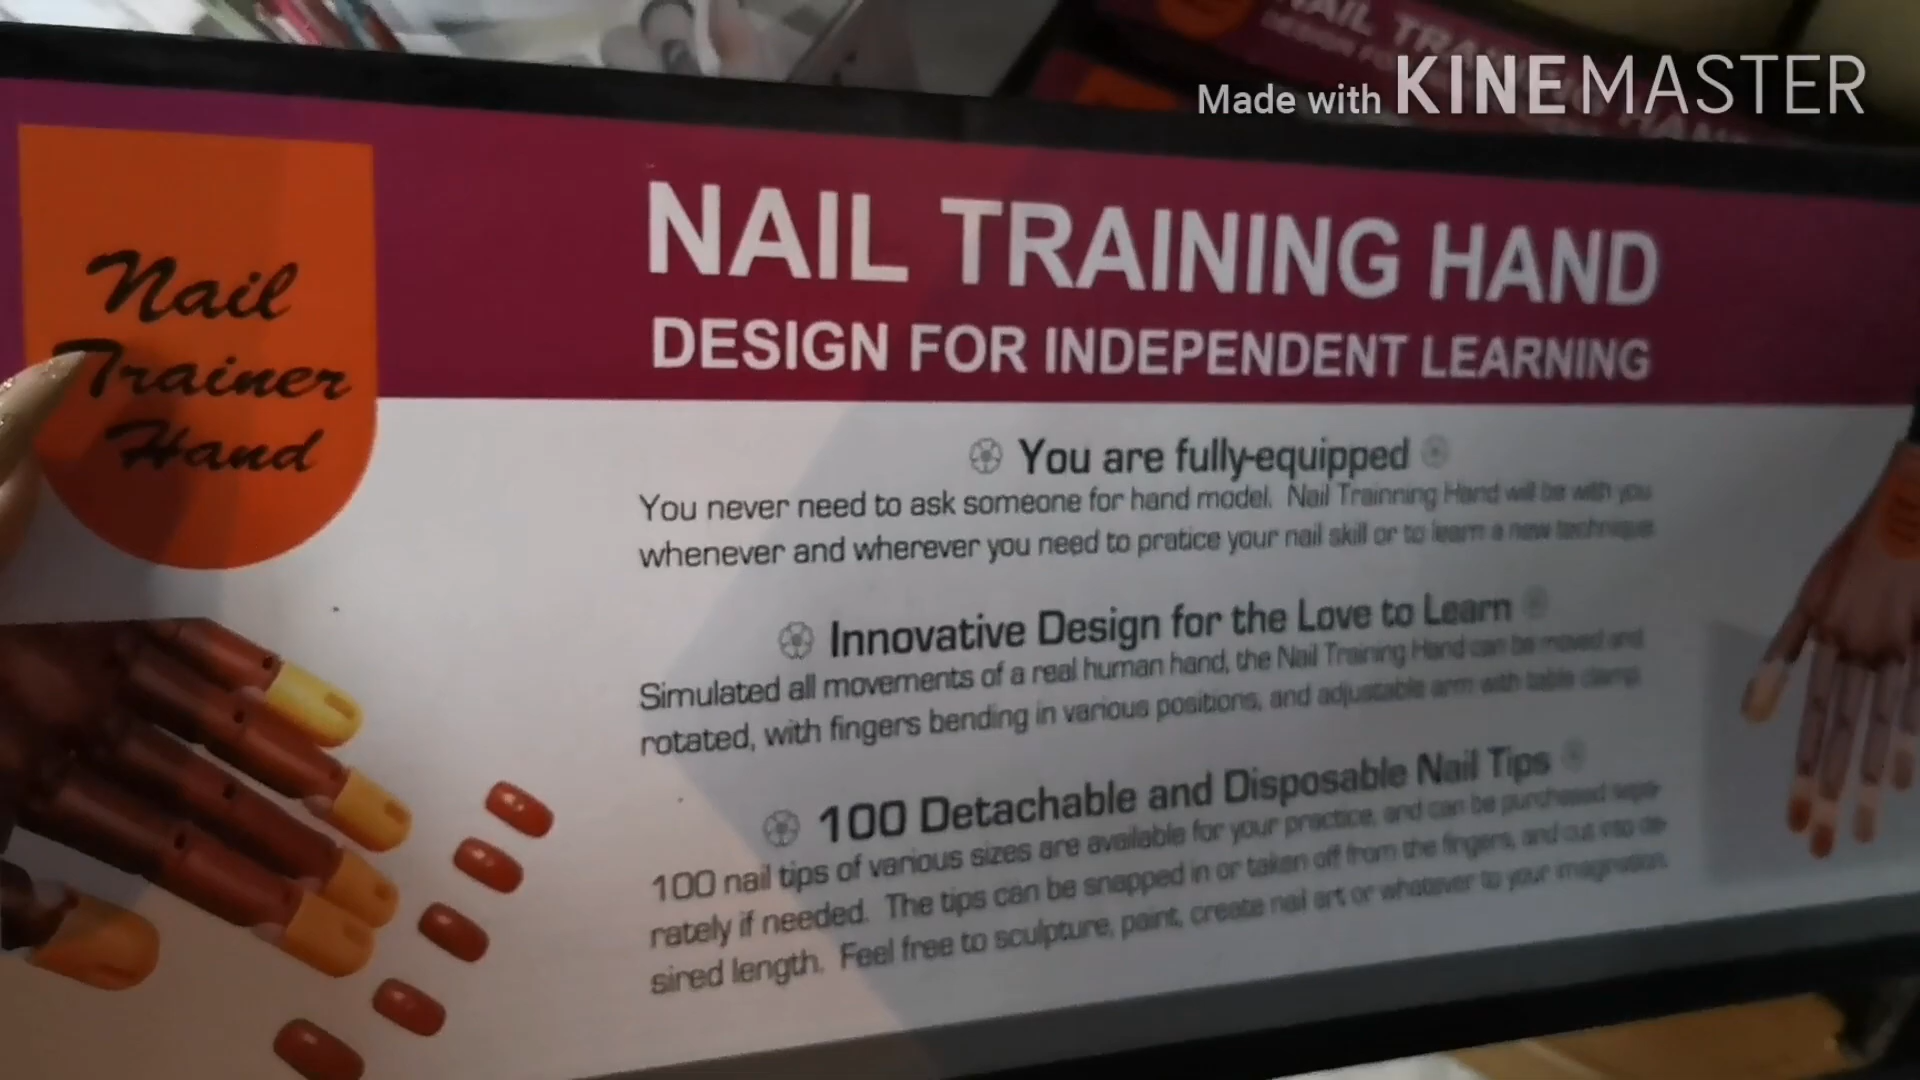 NAIL TRA
DESIGN FO
Made with KINEMASTER
Nail
Trainer
Hand
NAIL TRAINING HAND
DESIGN FOR INDEPENDENT LEARNING
You are fully-equipped
You never need to ask someone for hand model. Nail Trainning Hand will be with you
whenever and wherever you need to pratice your nail skill or to learn a new technique.
Innovative Design for the Love to Learn
Simulated all movements of a real human hand, the Nail Training Hand can be moved and
rotated, with fingers bending in various positions, and adjustable arm with table clamp.
100 Detachable and Disposable Nail Tips
100 nail tips of various sizes are available for your practice, and can be purchased sepa-
rately if needed. The tips can be snapped in or taken off from the fingers, and cut into de-
sired length. Feel free to sculpture, paint, create nail art or whatever to your imagination.